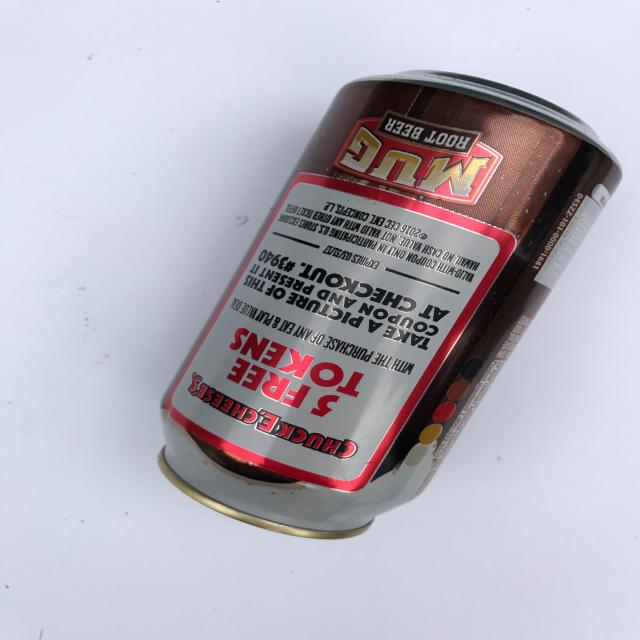 CHUCK E. CHEESE'S.
5 FREE
TOKENS
WITH THE PURCHASE OF ANY EAT & PLAY VALUE DEAL
TAKE A PICTURE OF THIS
COUPON AND PRESENT IT
AT CHECKOUT. #3940
VALID WITH COUPON ONLY IN PARTICIPATING U.S. STORES EXCLUDING
HAWAII. NO CASH VALUE. NOT VALID WITH ANY OTHER TICKET OFFER.
©2016 CEC ENT. CONCEPTS, L.P.
MUG
ROOT BEER